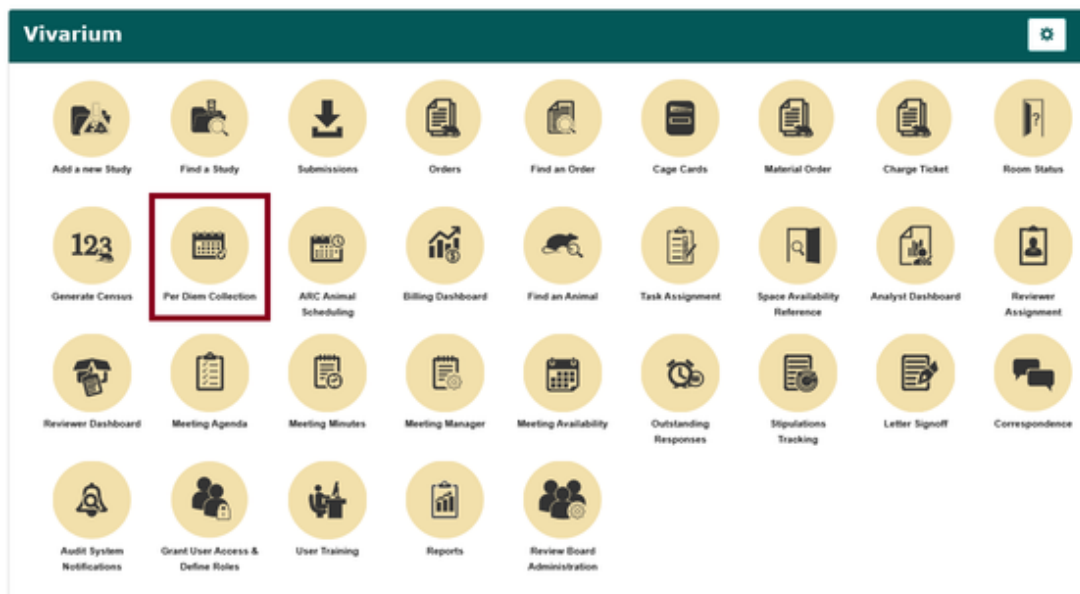 Vivarium
Add a new Study
Find a Study
Submissions
Orders
Find an Order
Cage Cards
Material Order
Charge Ticket
Room Status
?
123
Generate Census
Per Diem Collection
ARC Animal
Scheduling
Billing Dashboard
$
Find an Animal
Task Assignment
Space Availability
Reference
Analyst Dashboard
Reviewer
Assignment
Reviewer Dashboard
Meeting Agenda
Meeting Minutes
Meeting Manager
Meeting Availability
Outstanding
Responses
Stipulations
Tracking
Letter Signoff
Correspondence
Audit System
Notifications
Grant User Access &
Define Roles
User Training
Reports
Review Board
Administration